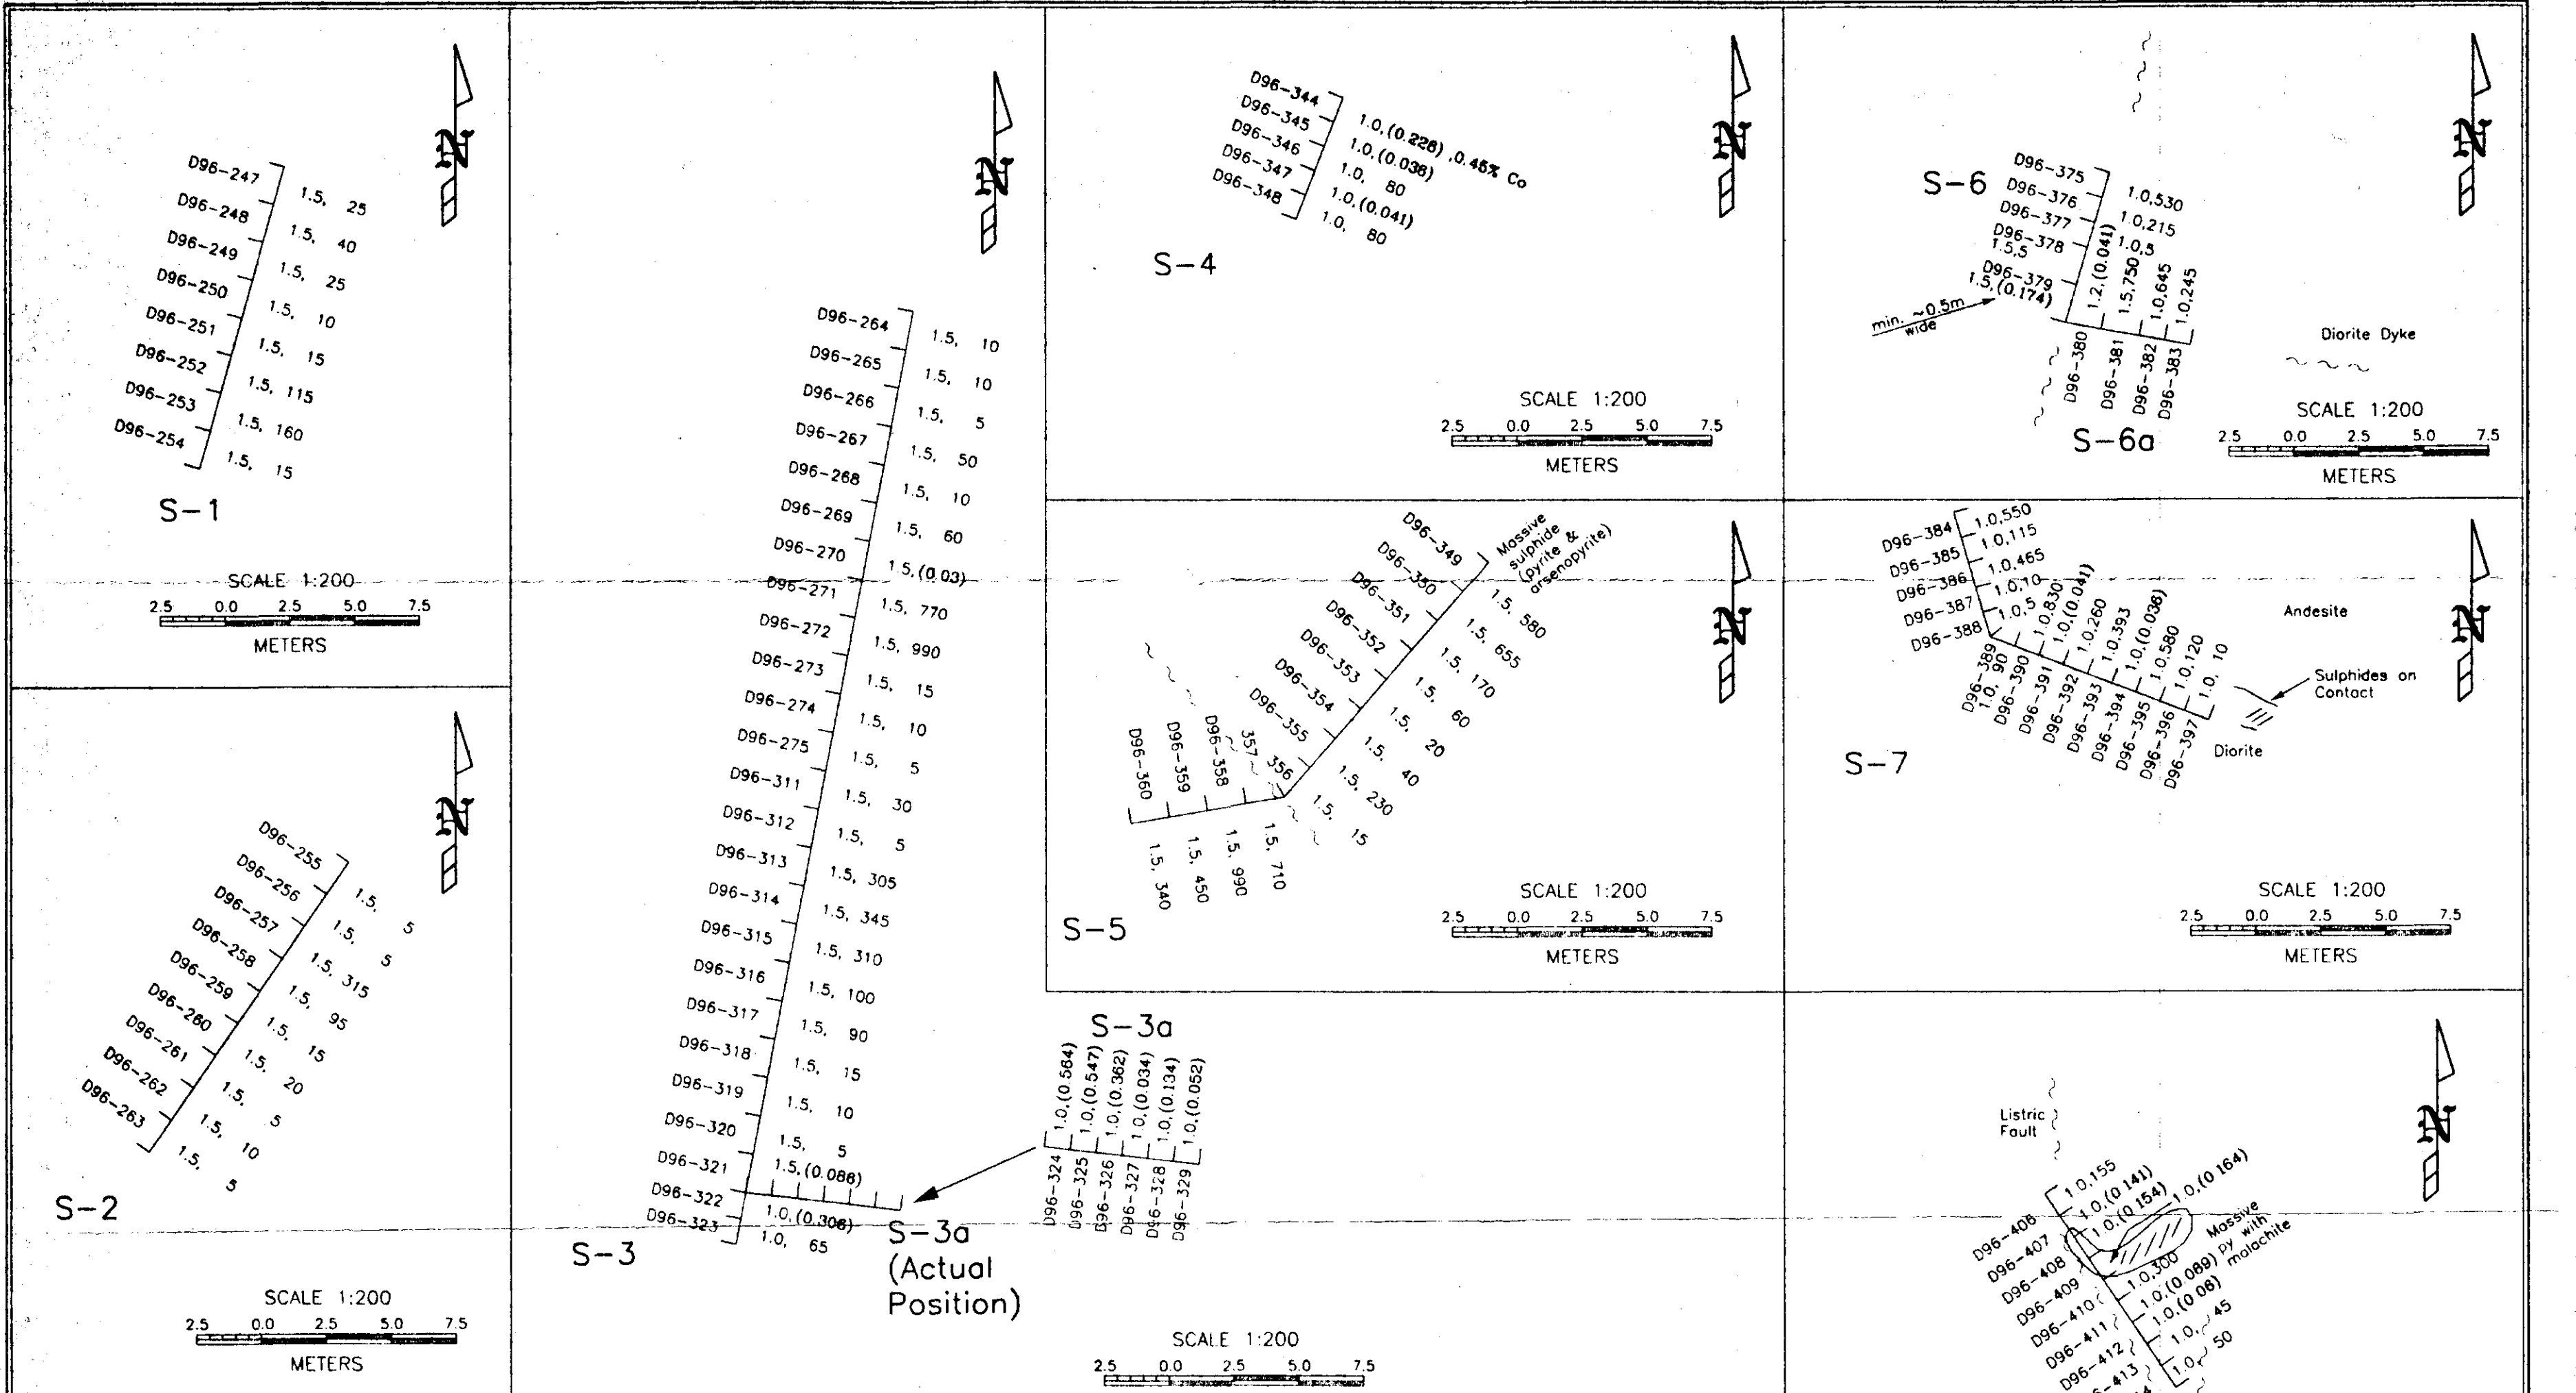 N
D96-247
D96-248
D96-249
D96-250
D96-251
D96-252
D96-253
D96-254
1.5, 25
1.5, 40
1.5, 25
1.5, 10
1.5, 15
1.5, 115
1.5, 160
1.5, 15
S-1
SCALE 1:200
2.5 0.0 2.5 5.0 7.5
METERS
N
D96-255
D96-256
D96-257
D96-258
D96-259
D96-260
D96-261
D96-262
D96-263
1.5, 5
1.5, 5
1.5, 315
1.5, 95
1.5, 15
1.5, 20
1.5, 5
1.5, 10
1.5, 5
S-2
SCALE 1:200
2.5 0.0 2.5 5.0 7.5
METERS
N
D96-264
D96-265
D96-266
D96-267
D96-268
D96-269
D96-270
D96-271
D96-272
D96-273
D96-274
D96-275
D96-311
D96-312
D96-313
D96-314
D96-315
D96-316
D96-317
D96-318
D96-319
D96-320
D96-321
D96-322
D96-323
1.5, 10
1.5, 10
1.5, 5
1.5, 50
1.5, 10
1.5, 60
1.5,(0.03)
1.5, 770
1.5, 990
1.5, 15
1.5, 10
1.5, 5
1.5, 30
1.5, 5
1.5, 305
1.5, 345
1.5, 310
1.5, 100
1.5, 90
1.5, 15
1.5, 10
1.5, 5
1.5,(0.088)
1.0,(0.306)
1.0, 65
S-3
S-3a
(Actual
Position)
S-3a
1.0,(0.564)
1.0,(0.547)
1.0,(0.362)
1.0,(0.034)
1.0,(0.134)
1.0,(0.052)
D96-324
D96-325
D96-326
D96-327
D96-328
D96-329
SCALE 1:200
2.5 0.0 2.5 5.0 7.5
N
D96-344
D96-345
D96-346
D96-347
D96-348
1.0,(0.226) ,0.45% Co
1.0,(0.038)
1.0, 80
1.0,(0.041)
1.0, 80
S-4
SCALE 1:200
2.5 0.0 2.5 5.0 7.5
METERS
N
D96-349
D96-350
D96-351
D96-352
D96-353
D96-354
D96-355
356
357
D96-358
D96-359
D96-360
Massive
sulphide
(pyrite &
arsenopyrite)
1.5, 580
1.5, 655
1.5, 170
1.5, 60
1.5, 20
1.5, 40
1.5, 230
1.5, 15
1.5, 710
1.5, 990
1.5, 450
1.5, 340
S-5
SCALE 1:200
2.5 0.0 2.5 5.0 7.5
METERS
N
S-6
D96-375
D96-376
D96-377
D96-378
1.5,5
D96-379
1.5,(0.174)
1.0,530
1.0,215
1.0,5
1.2,(0.041)
1.5,750
1.0,645
1.0,245
min. ~0.5m
wide
D96-380
D96-381
D96-382
D96-383
Diorite Dyke
S-6a
SCALE 1:200
2.5 0.0 2.5 5.0 7.5
METERS
N
D96-384
D96-385
D96-386
D96-387
D96-388
1.0,550
1.0,115
1.0,465
1.0,10
1.0,5
1.0,830
1.0,(0.041)
1.0,260
1.0,393
1.0,(0.038)
1.0,580
1.0,120
1.0, 10
D96-389
1.0, 90
D96-390
D96-391
D96-392
D96-393
D96-394
D96-395
D96-396
D96-397
Andesite
Sulphides on
Contact
Diorite
S-7
SCALE 1:200
2.5 0.0 2.5 5.0 7.5
METERS
N
Listric
Fault
1.0,155
1.0,(0 141)
1.0,(0 154)
1.0,(0 164)
1.0,300
1.0,(0 089)
1.0,(0 08)
1.0, 45
1.0, 50
Massive
py with
malachite
D96-406
D96-407
D96-408
D96-409
D96-410
D96-411
D96-412
6-413